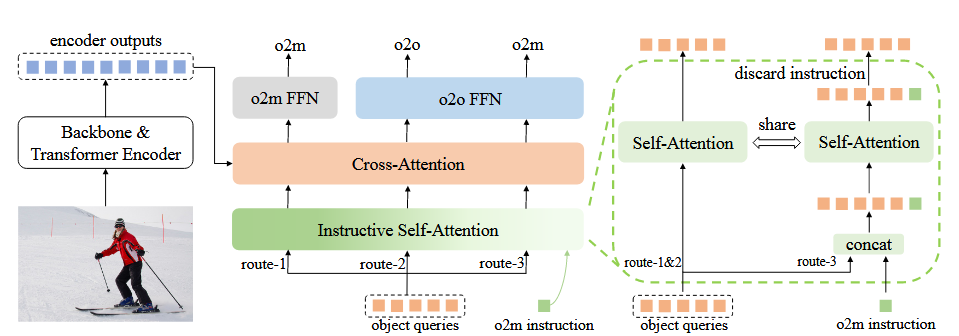 encoder outputs
Backbone &
Transformer Encoder
o2m
o2o
o2m
o2m FFN
o2o FFN
Cross-Attention
Instructive Self-Attention
route-1
route-2
route-3
object queries
o2m instruction
discard instruction
share
Self-Attention
Self-Attention
concat
route-1&2
route-3
object queries
o2m instruction